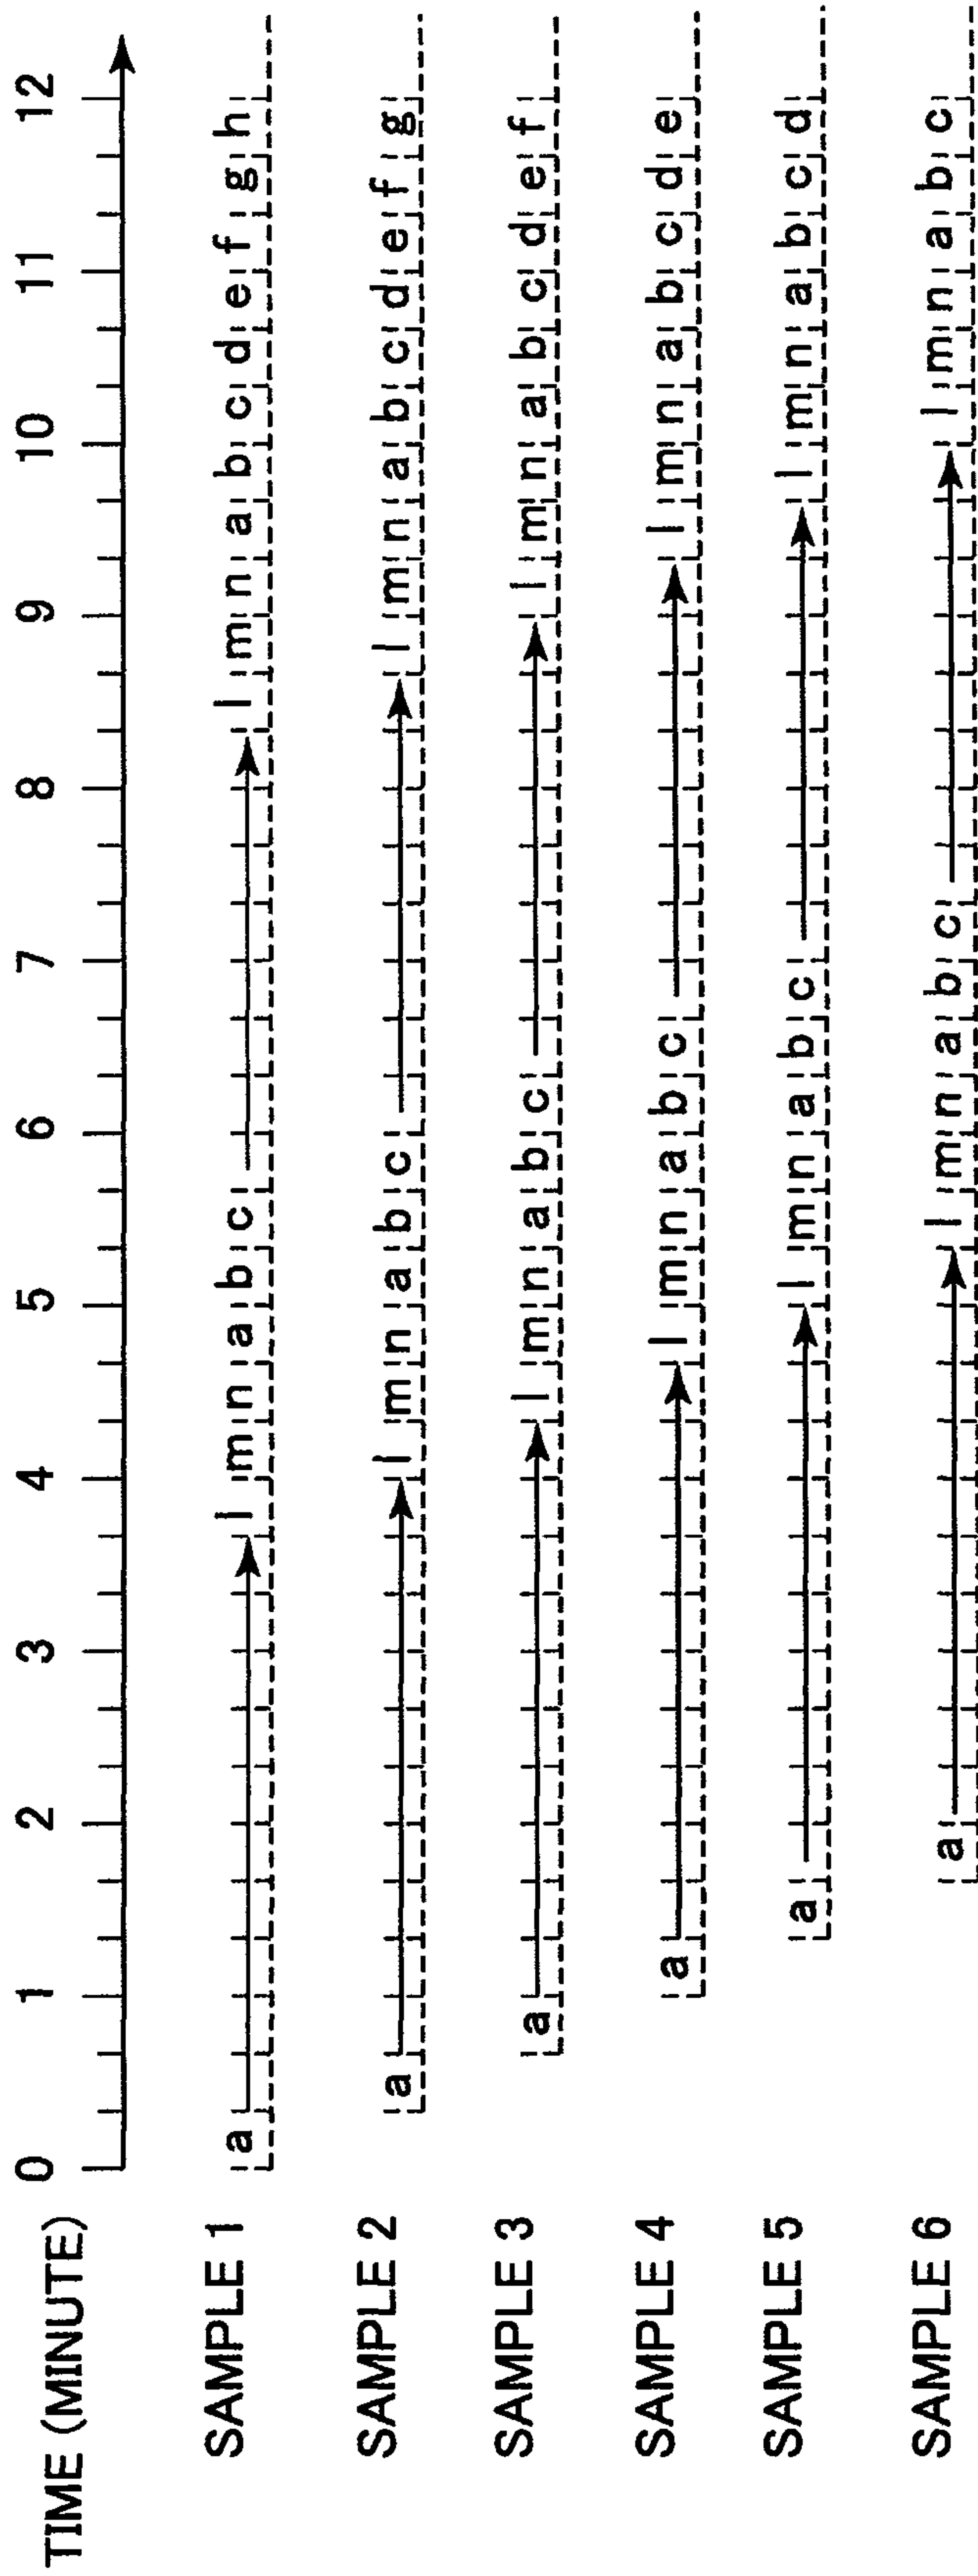 TIME (MINUTE) 0 1 2 3 4 5 6 7 8 9 10 11 12
SAMPLE 1 a l m n a b c l m n a b c d e f g h
SAMPLE 2 a l m n a b c l m n a b c d e f g
SAMPLE 3 a l m n a b c l m n a b c d e f
SAMPLE 4 a l m n a b c l m n a b c d e
SAMPLE 5 a l m n a b c l m n a b c d
SAMPLE 6 a l m n a b c l m n a b c